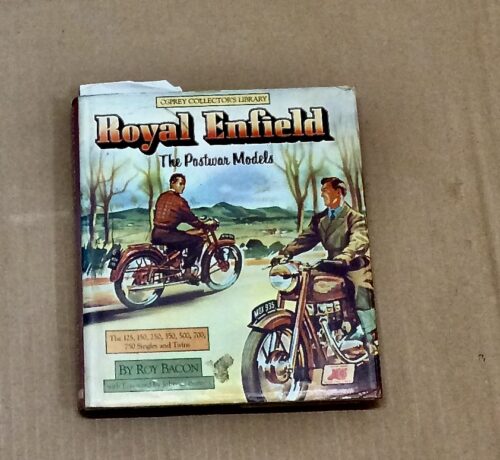 OSPREY COLLECTOR'S LIBRARY
Royal Enfield
The Postwar Models
The 125, 150, 250, 350, 500, 700,
750 Singles and Twins
BY ROY BACON